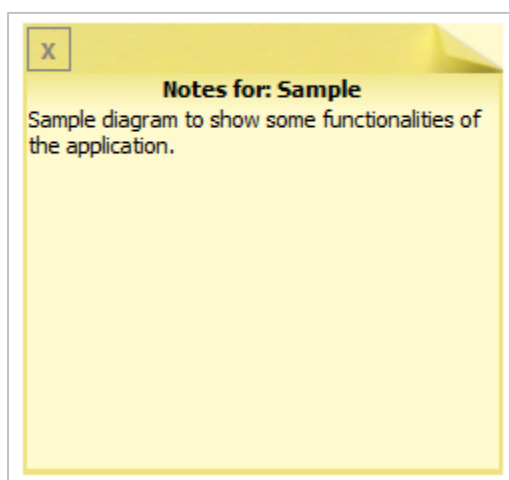 x
Notes for: Sample
Sample diagram to show some functionalities of
the application.